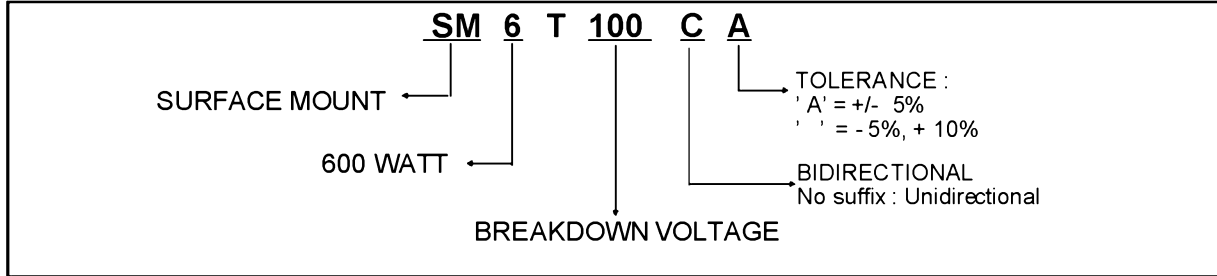 SM 6 T 100 C A
TOLERANCE :
' A' = +/- 5%
' ' = - 5%, + 10%
SURFACE MOUNT
600 WATT
BIDIRECTIONAL
No suffix : Unidirectional
BREAKDOWN VOLTAGE